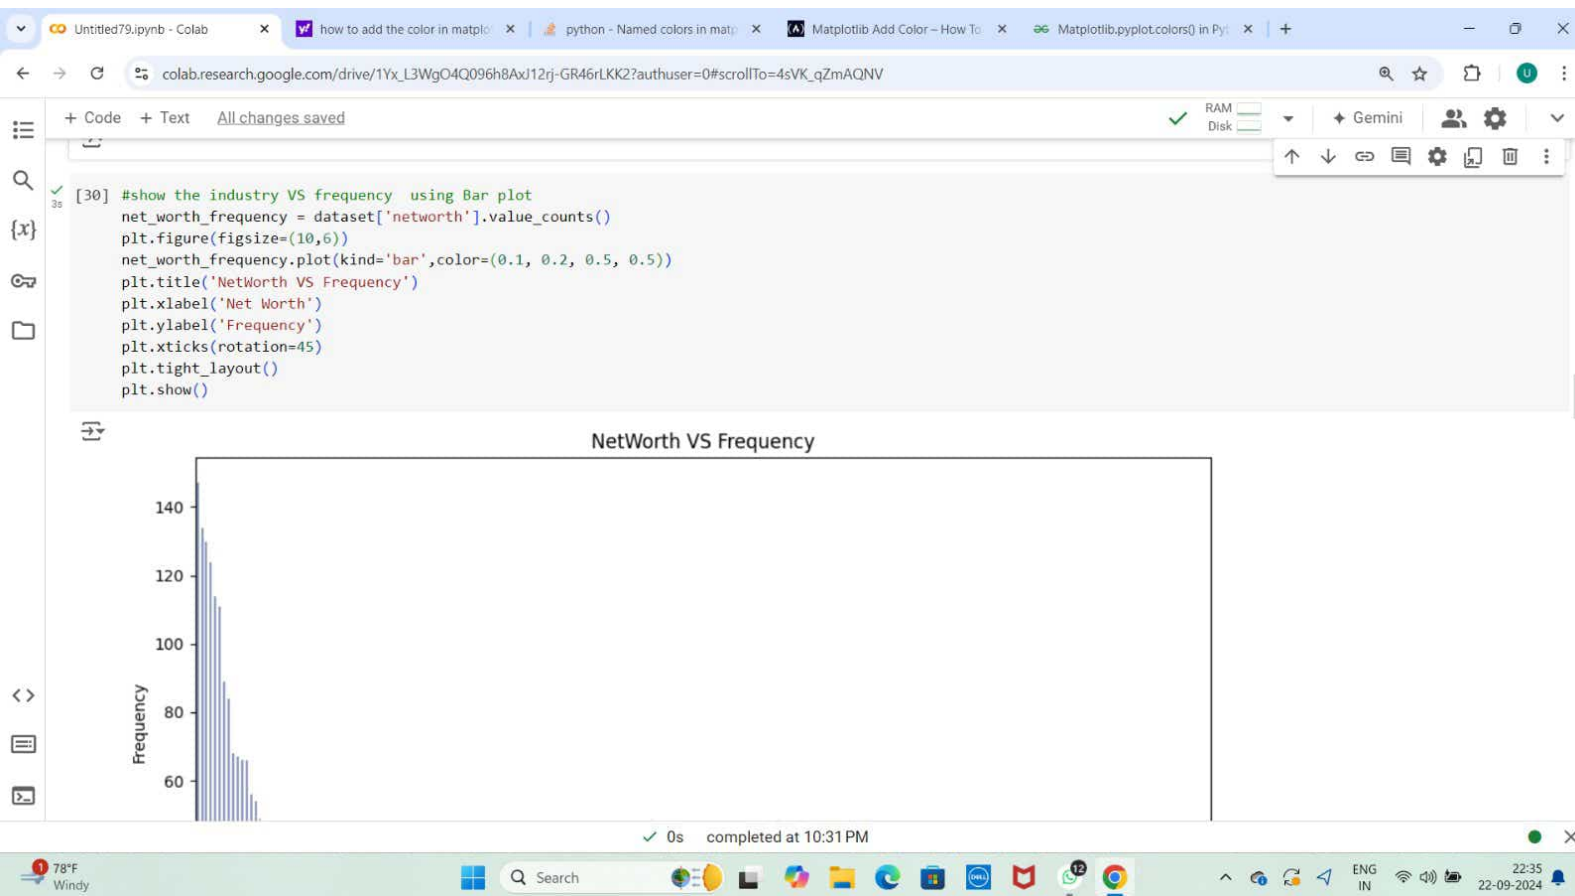 Untitled79.ipynb - Colab
how to add the color in matplo
python - Named colors in matp
Matplotlib Add Color – How To
Matplotlib.pyplot.colors() in Pyt
colab.research.google.com/drive/1Yx_L3WgO4Q096h8AxJ12rj-GR46rLKK2?authuser=0#scrollTo=4sVK_qZmAQNV
U
+ Code + Text All changes saved
RAM
Disk
Gemini
[30] #show the industry VS frequency  using Bar plot
3s
net_worth_frequency = dataset['networth'].value_counts()
plt.figure(figsize=(10,6))
net_worth_frequency.plot(kind='bar',color=(0.1, 0.2, 0.5, 0.5))
plt.title('NetWorth VS Frequency')
plt.xlabel('Net Worth')
plt.ylabel('Frequency')
plt.xticks(rotation=45)
plt.tight_layout()
plt.show()
{x}
NetWorth VS Frequency
140
120
100
80
60
Frequency
0s completed at 10:31 PM
1
78°F
Windy
Search
DELL
12
ENG
IN
22:35
22-09-2024